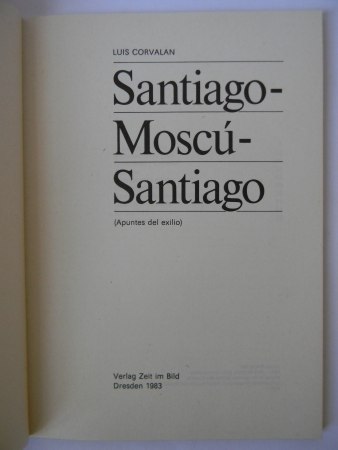 LUIS CORVALAN
Santiago-
Moscú-
Santiago
(Apuntes del exilio)
Verlag Zeit im Bild
Dresden 1983